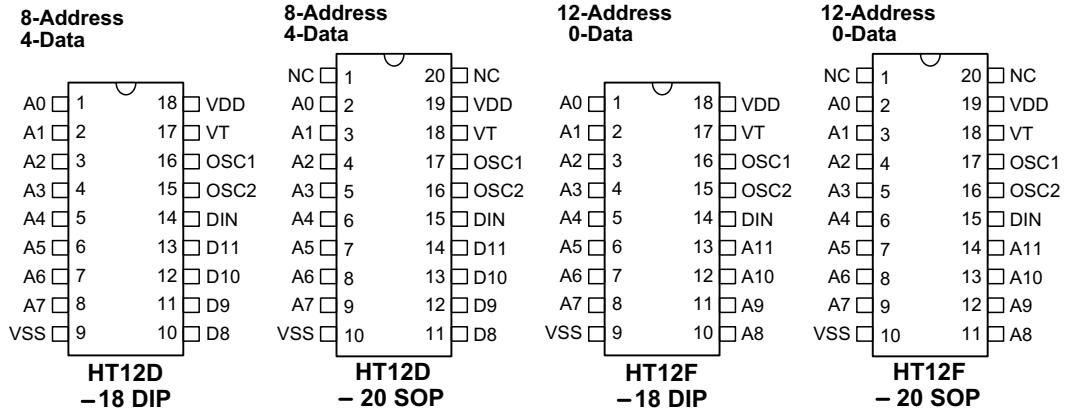 8-Address
4-Data
NC 1 20 NC
A0 1 18 VDD
A1 2 17 VT
A2 3 16 OSC1
A3 4 15 OSC2
A4 5 14 DIN
A5 6 13 D11
A6 7 12 D10
A7 8 11 D9
VSS 9 10 D8
HT12D
–18 DIP
8-Address
4-Data
A0 2 19 VDD
A1 3 18 VT
A2 4 17 OSC1
A3 5 16 OSC2
A4 6 15 DIN
A5 7 14 D11
A6 8 13 D10
A7 9 12 D9
VSS 10 11 D8
HT12D
– 20 SOP
12-Address
0-Data
A0 1 18 VDD
A1 2 17 VT
A2 3 16 OSC1
A3 4 15 OSC2
A4 5 14 DIN
A5 6 13 A11
A6 7 12 A10
A7 8 11 A9
VSS 9 10 A8
HT12F
–18 DIP
12-Address
0-Data
NC 1 20 NC
A0 2 19 VDD
A1 3 18 VT
A2 4 17 OSC1
A3 5 16 OSC2
A4 6 15 DIN
A5 7 14 A11
A6 8 13 A10
A7 9 12 A9
VSS 10 11 A8
HT12F
– 20 SOP